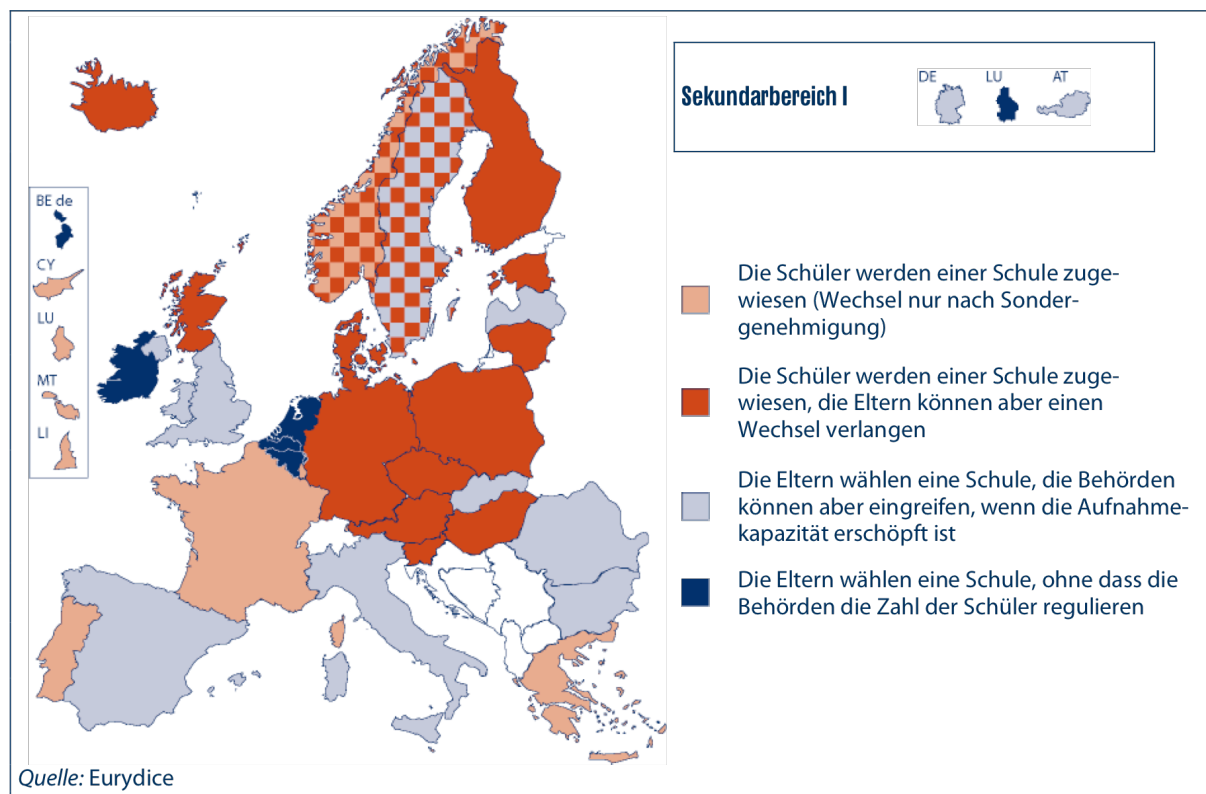 Sekundarbereich I
DE
LU
AT
BE de
CY
LU
MT
LI
Die Schüler werden einer Schule zuge-
wiesen (Wechsel nur nach Sonder-
genehmigung)
Die Schüler werden einer Schule zuge-
wiesen, die Eltern können aber einen
Wechsel verlangen
Die Eltern wählen eine Schule, die Behörden
können aber eingreifen, wenn die Aufnahme-
kapazität erschöpft ist
Die Eltern wählen eine Schule, ohne dass die
Behörden die Zahl der Schüler regulieren
Quelle: Eurydice